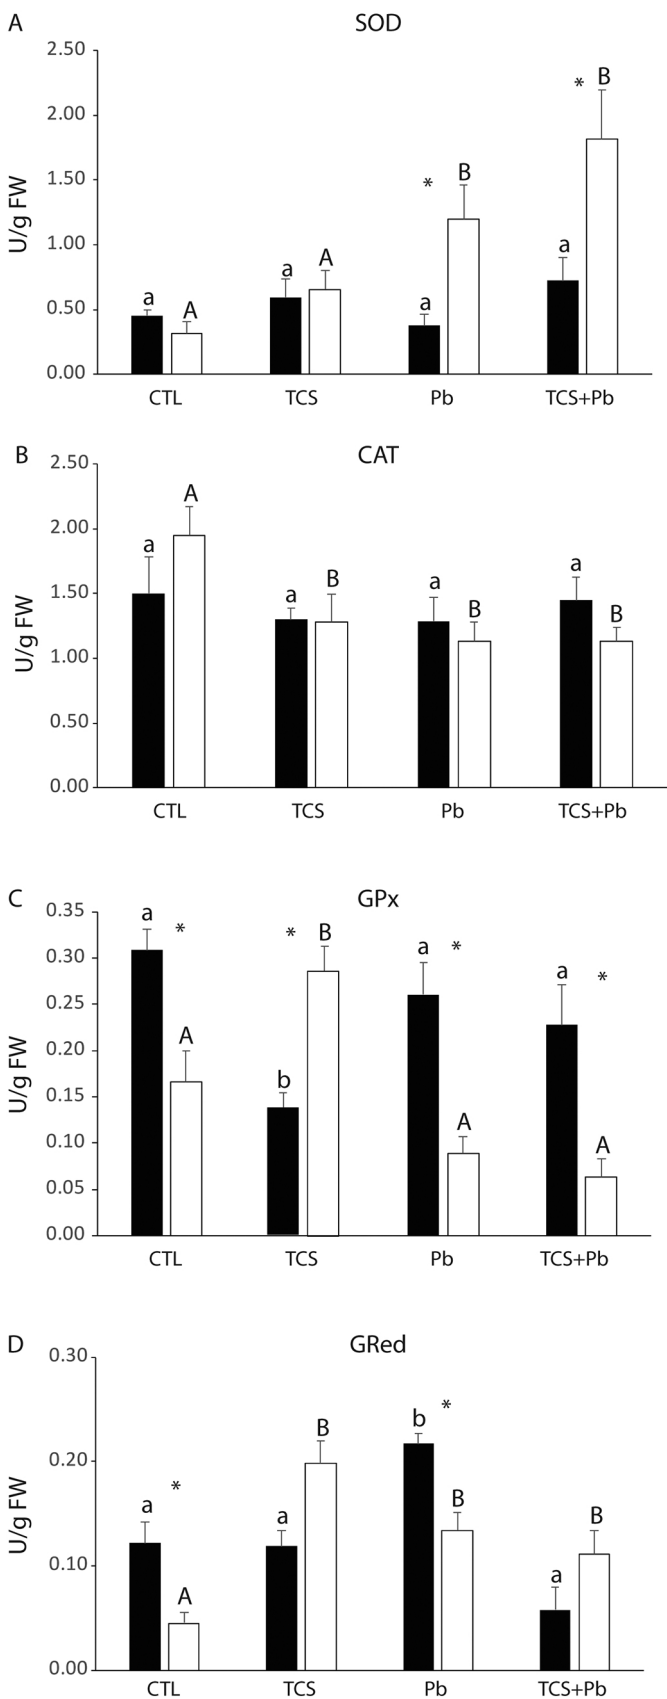 A SOD
2.50
* B
2.00
* B
1.50
U/g FW
1.00
a A a
a A a
0.50
0.00
CTL TCS Pb TCS+Pb
B CAT
2.50
A
2.00
a a B a a
B B
1.50
U/g FW
1.00
0.50
0.00
CTL TCS Pb TCS+Pb
C GPx
0.35
a * * B a * a *
0.30
0.25
0.20
U/g FW
A b A A
0.15
0.10
0.05
0.00
CTL TCS Pb TCS+Pb
D GRed
0.30
a * a B b * B a B
0.20
U/g FW
A
0.10
0.00
CTL TCS Pb TCS+Pb